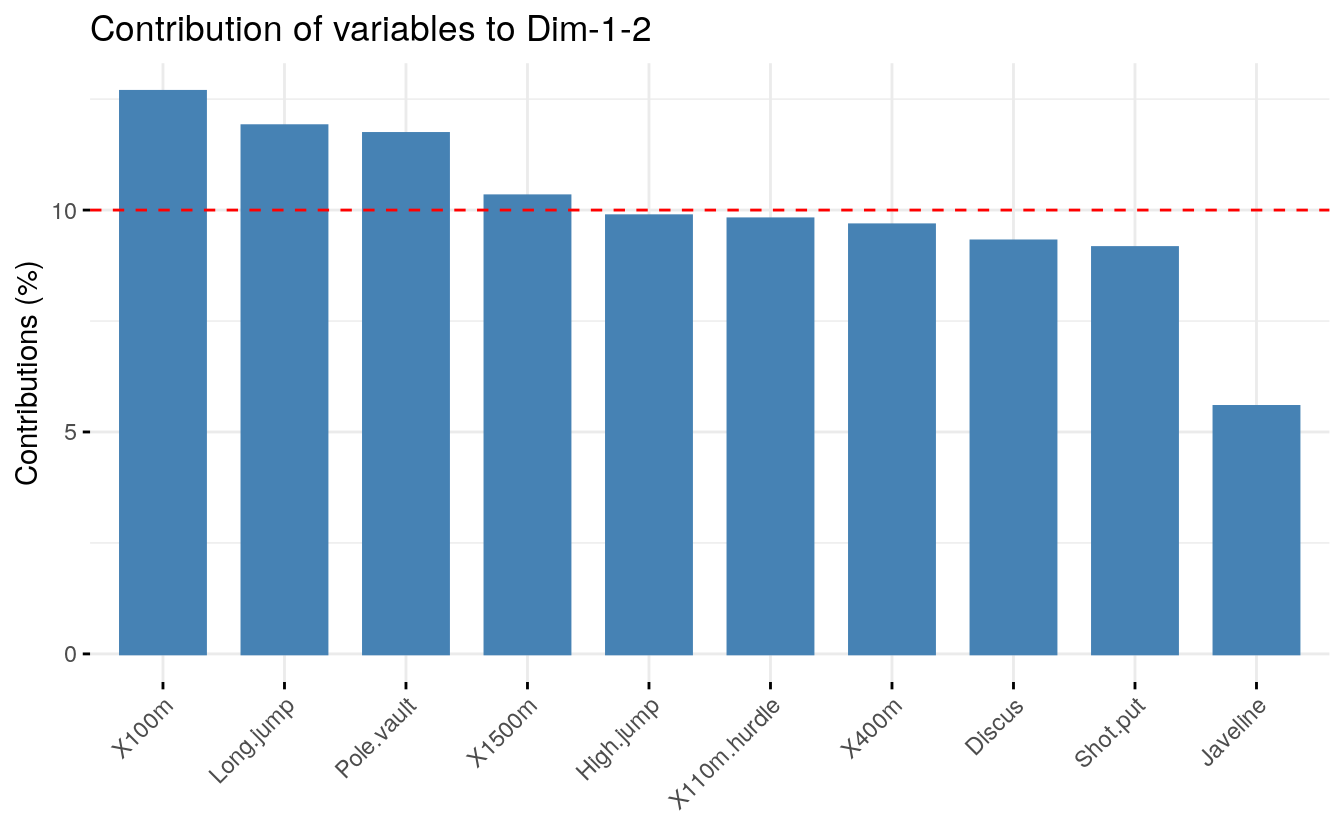 Contribution of variables to Dim-1-2
Contributions (%)
10
5
0
X100m
Long.jump
Pole.vault
X1500m
High.jump
X110m.hurdle
X400m
Discus
Shot.put
Javeline